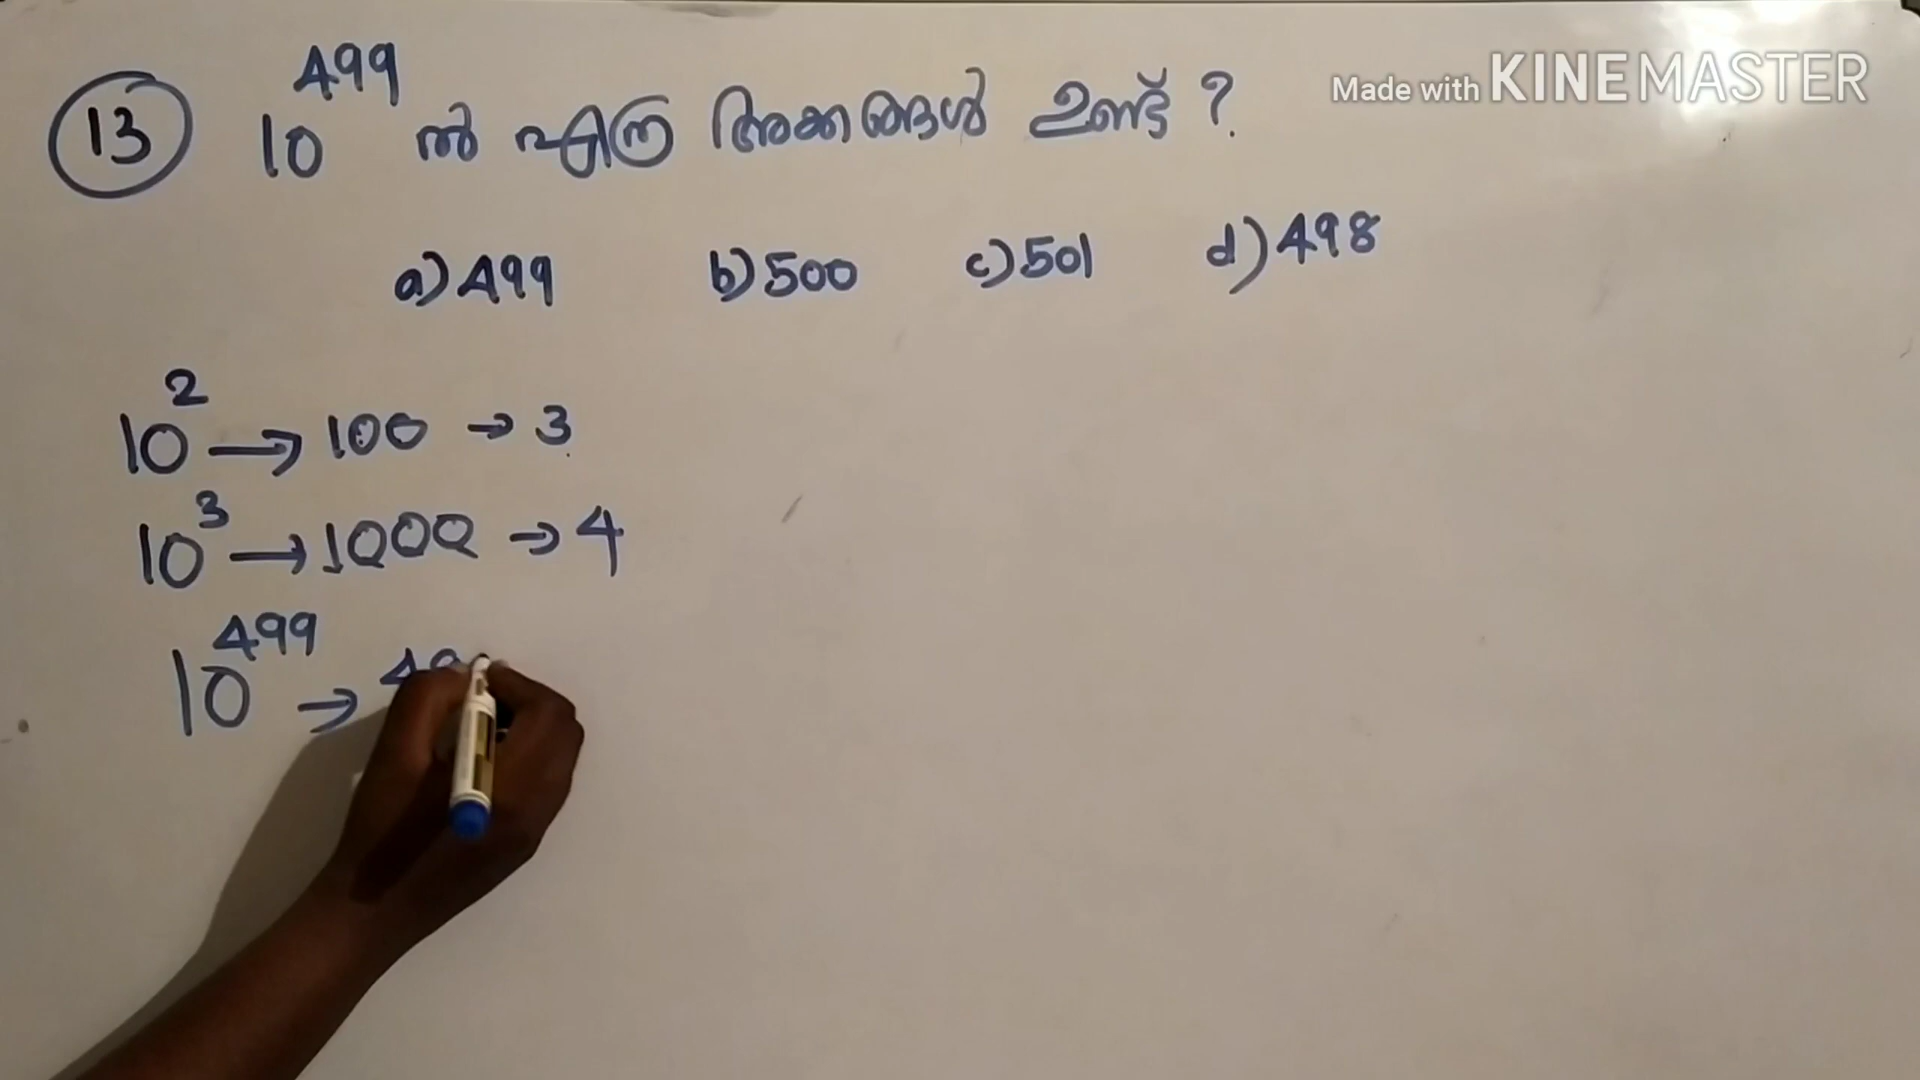 Made with KINEMASTER
13 10^499 ൽ എത്ര അക്കങ്ങൾ ഉണ്ട് ?
a) 499 b) 500 c) 501 d) 498
10^2 → 100 → 3
10^3 → 1000 → 4
10^499 → 49